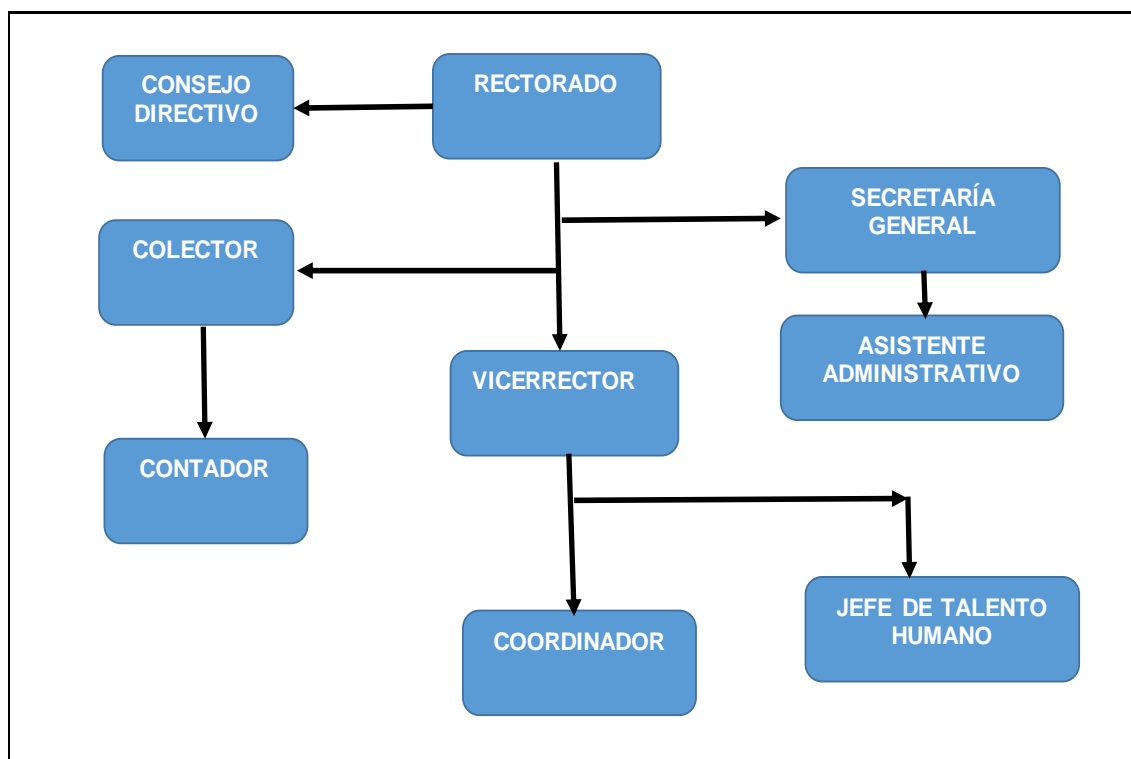 CONSEJO
DIRECTIVO
RECTORADO
SECRETARÍA
GENERAL
COLECTOR
ASISTENTE
ADMINISTRATIVO
VICERRECTOR
CONTADOR
COORDINADOR
JEFE DE TALENTO
HUMANO